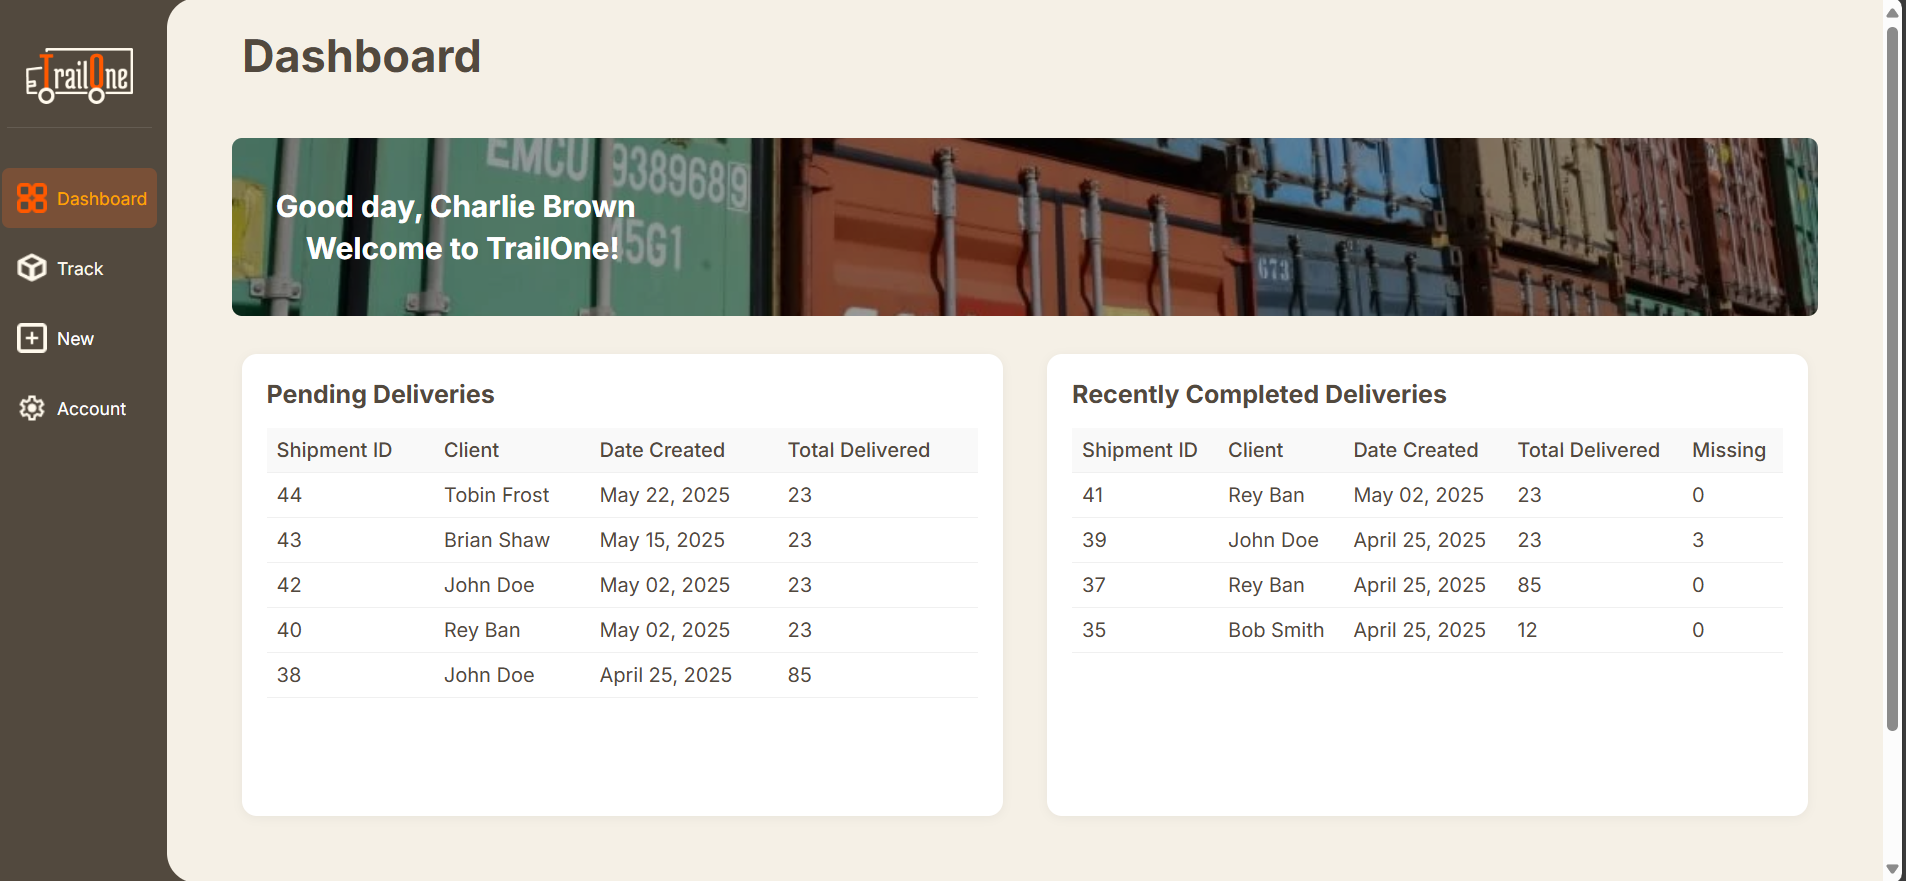 TrailOne
Dashboard
Track
New
Account
Dashboard
EMCU 938968 9
45G1
673
Good day, Charlie Brown
Welcome to TrailOne!
Pending Deliveries
Shipment ID Client Date Created Total Delivered
44 Tobin Frost May 22, 2025 23
43 Brian Shaw May 15, 2025 23
42 John Doe May 02, 2025 23
40 Rey Ban May 02, 2025 23
38 John Doe April 25, 2025 85
Recently Completed Deliveries
Shipment ID Client Date Created Total Delivered Missing
41 Rey Ban May 02, 2025 23 0
39 John Doe April 25, 2025 23 3
37 Rey Ban April 25, 2025 85 0
35 Bob Smith April 25, 2025 12 0